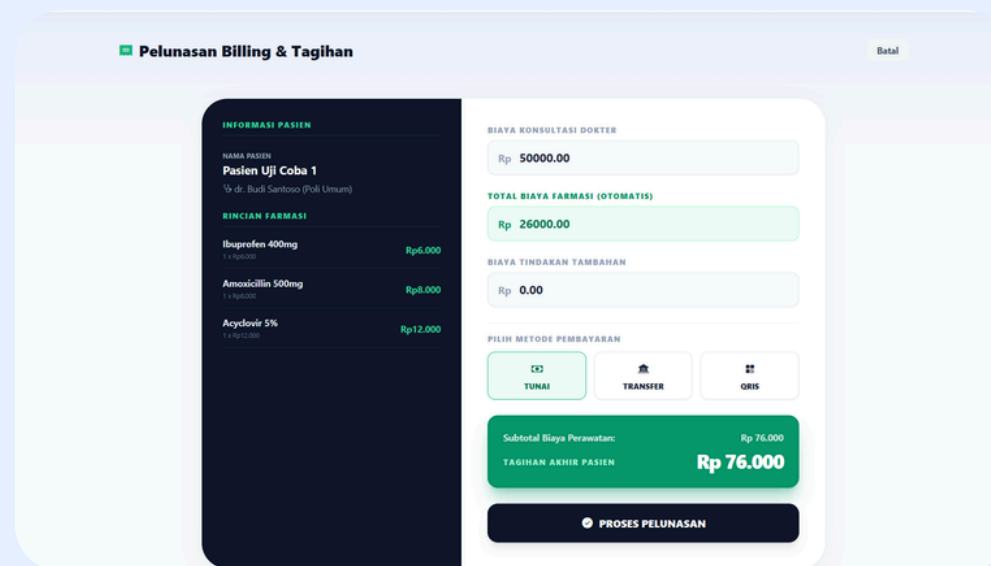 Pelunasan Billing & Tagihan
Batal
INFORMASI PASIEN
NAMA PASIEN
Pasien Uji Coba 1
dr. Budi Santoso (Poli Umum)
RINCIAN FARMASI
Ibuprofen 400mg
Rp6.000
1 x Rp6.000
Amoxicillin 500mg
Rp8.000
1 x Rp8.000
Acyclovir 5%
Rp12.000
1 x Rp12.000
BIAYA KONSULTASI DOKTER
Rp 50000.00
TOTAL BIAYA FARMASI (OTOMATIS)
Rp 26000.00
BIAYA TINDAKAN TAMBAHAN
Rp 0.00
PILIH METODE PEMBAYARAN
TUNAI
TRANSFER
QRIS
Subtotal Biaya Perawatan: Rp 76.000
TAGIHAN AKHIR PASIEN Rp 76.000
PROSES PELUNASAN